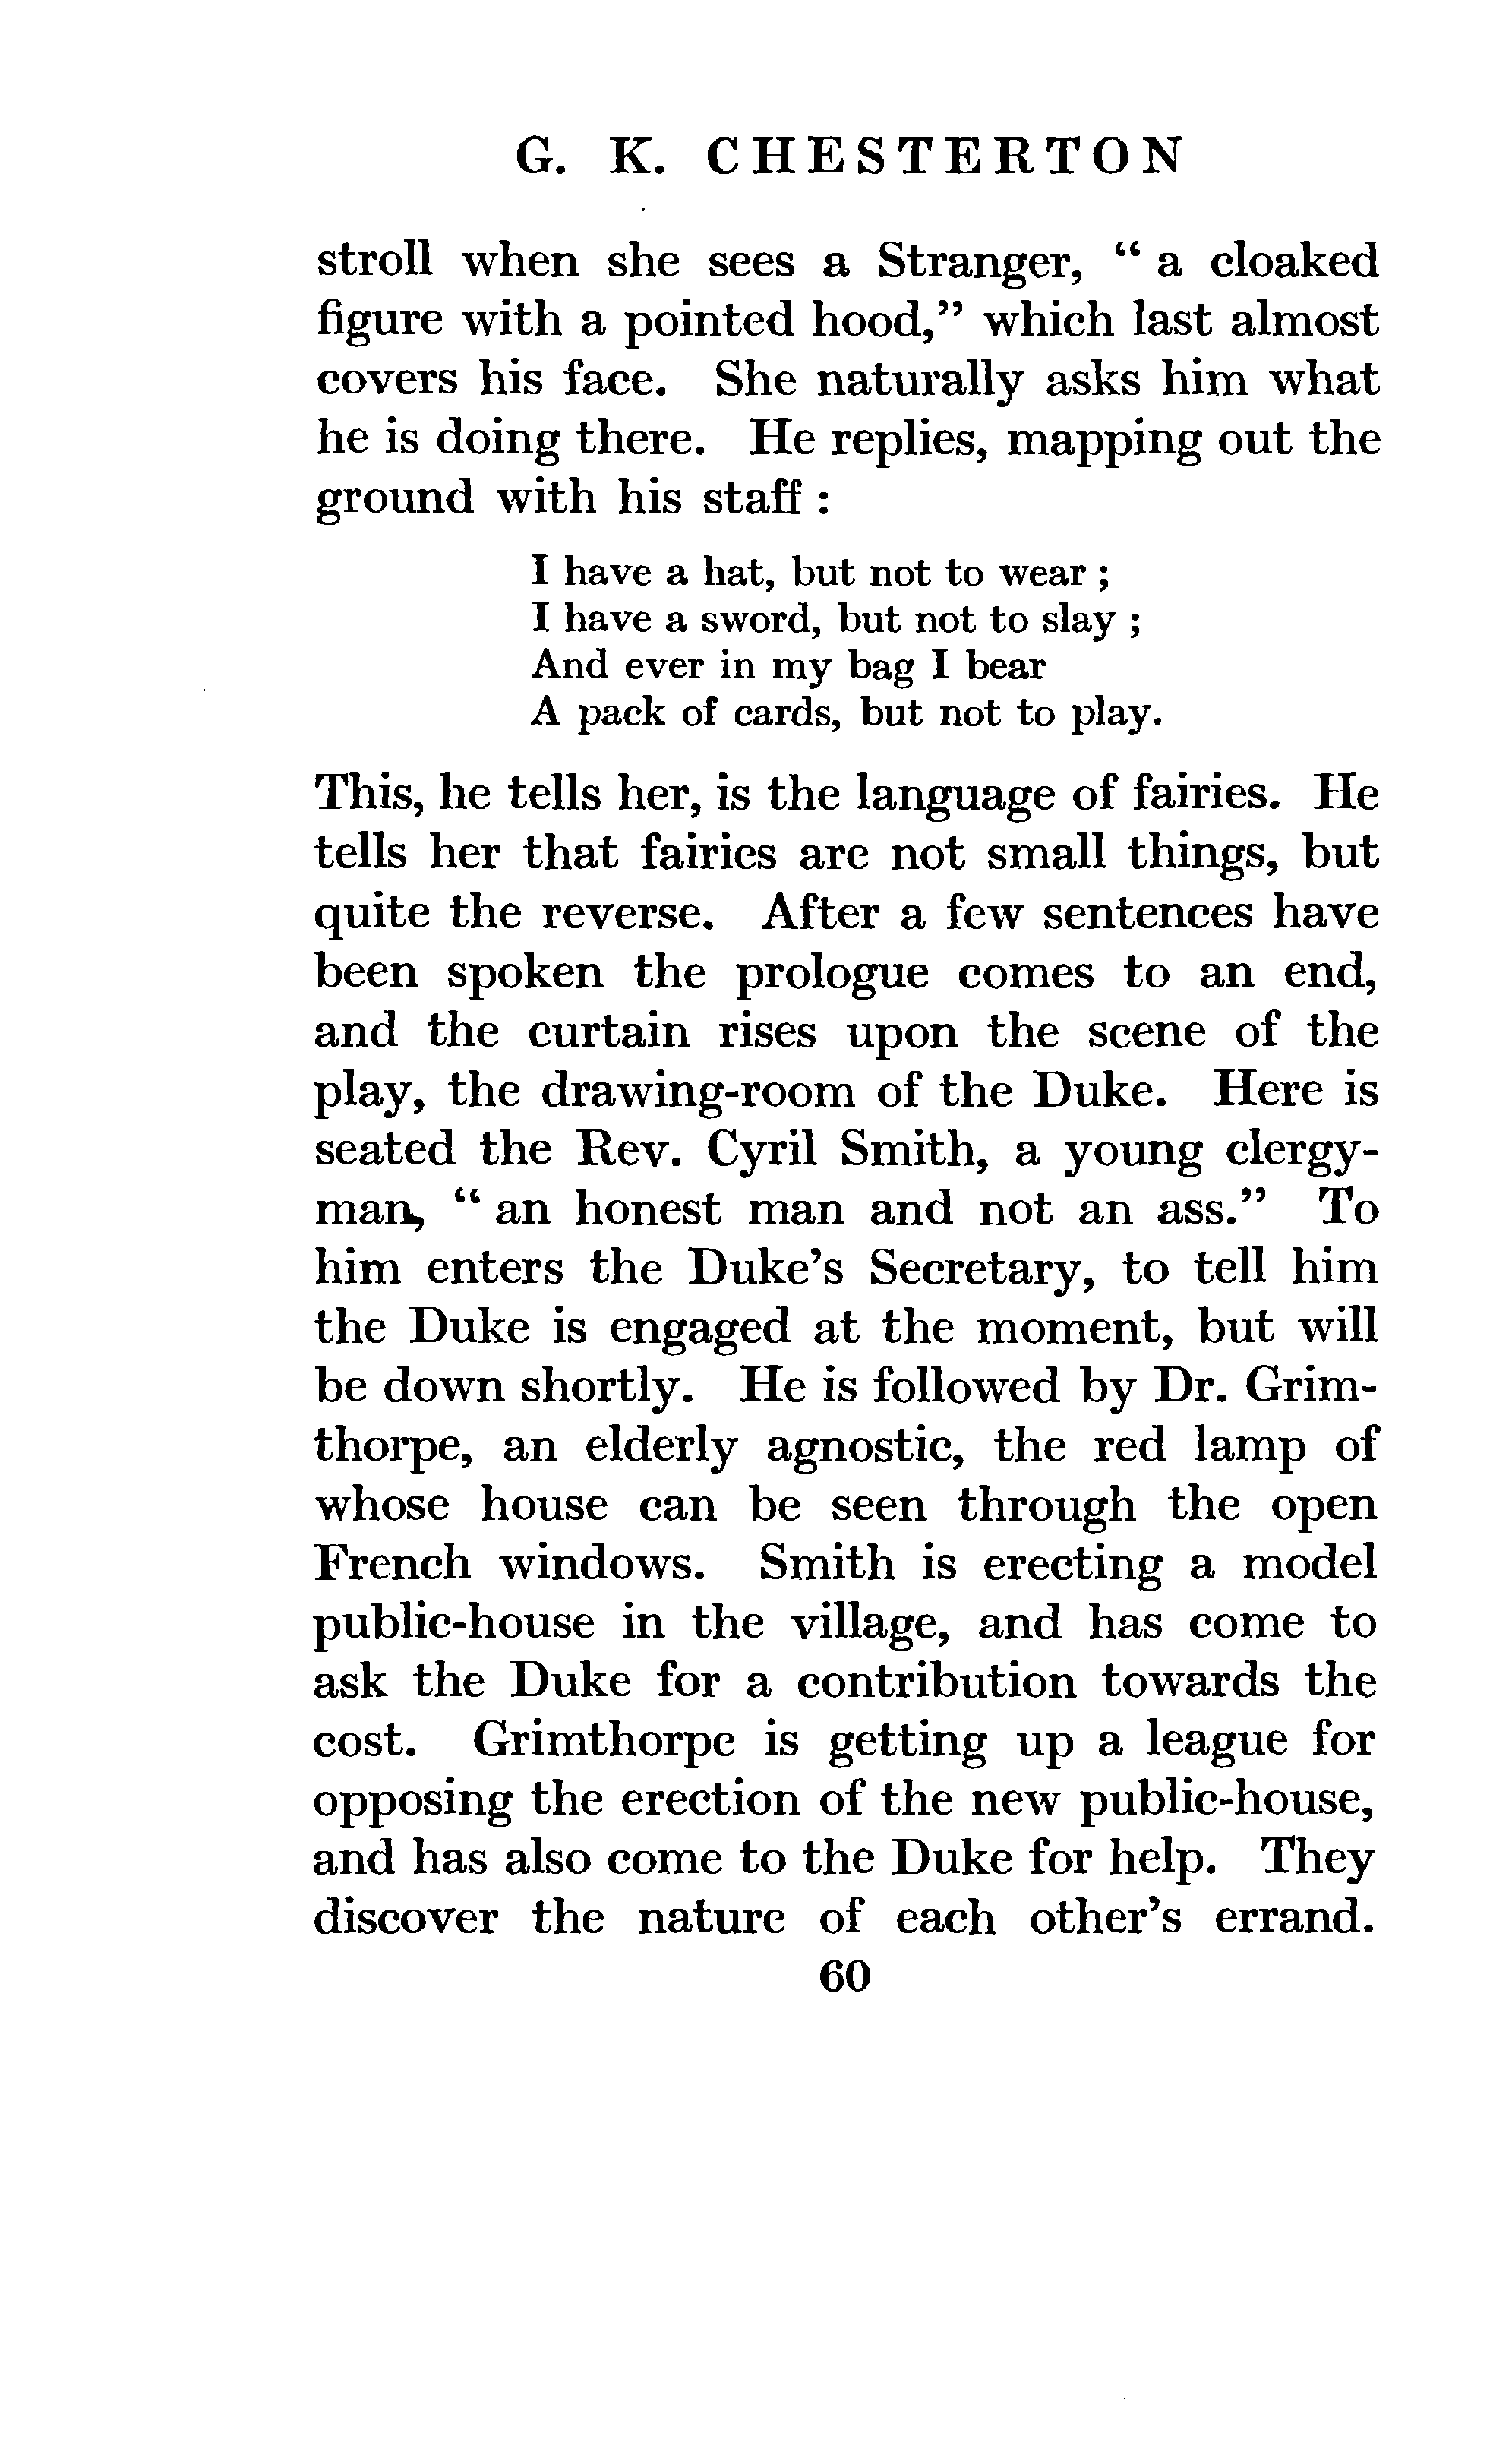 G. K. CHESTERTON
stroll when she sees a Stranger, “ a cloaked
figure with a pointed hood,” which last almost
covers his face. She naturally asks him what
he is doing there. He replies, mapping out the
ground with his staff :
I have a hat, but not to wear ;
I have a sword, but not to slay ;
And ever in my bag I bear
A pack of cards, but not to play.
This, he tells her, is the language of fairies. He
tells her that fairies are not small things, but
quite the reverse. After a few sentences have
been spoken the prologue comes to an end,
and the curtain rises upon the scene of the
play, the drawing-room of the Duke. Here is
seated the Rev. Cyril Smith, a young clergy-
man, “ an honest man and not an ass.” To
him enters the Duke’s Secretary, to tell him
the Duke is engaged at the moment, but will
be down shortly. He is followed by Dr. Grim-
thorpe, an elderly agnostic, the red lamp of
whose house can be seen through the open
French windows. Smith is erecting a model
public-house in the village, and has come to
ask the Duke for a contribution towards the
cost. Grimthorpe is getting up a league for
opposing the erection of the new public-house,
and has also come to the Duke for help. They
discover the nature of each other’s errand.
60